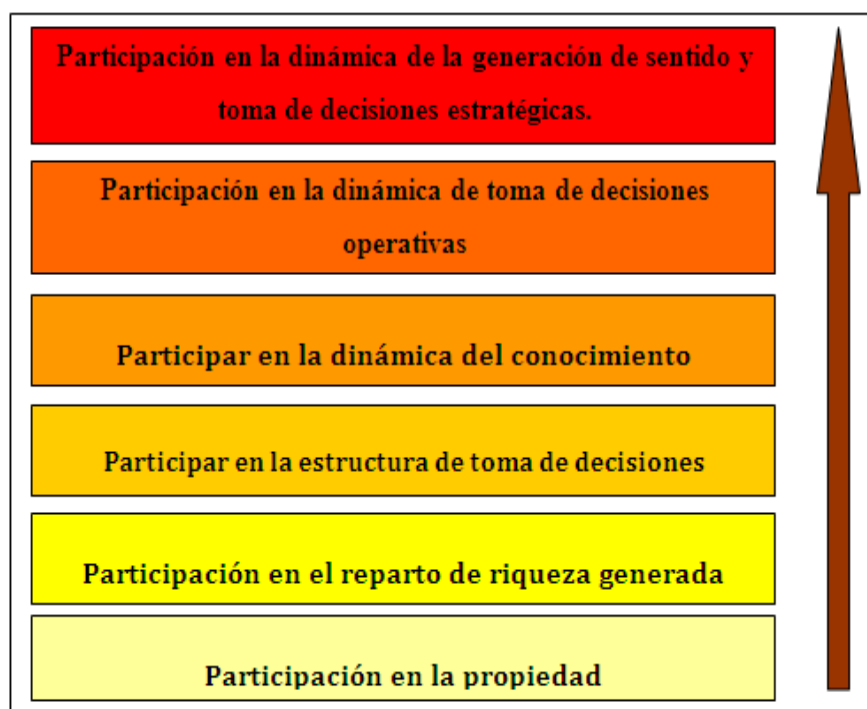 Participación en la dinámica de la generación de sentido y
toma de decisiones estratégicas.
Participación en la dinámica de toma de decisiones
operativas
Participar en la dinámica del conocimiento
Participar en la estructura de toma de decisiones
Participación en el reparto de riqueza generada
Participación en la propiedad